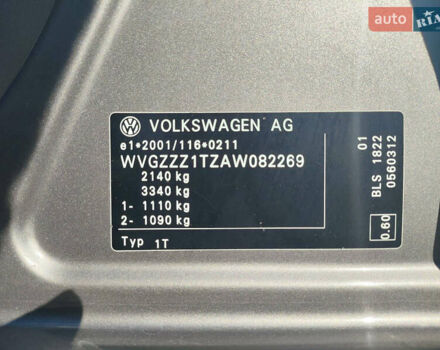 AUTO RIA
VOLKSWAGEN AG
e1*2001/116*0211
WVGZZZ1TZAW082269
2140 kg
3340 kg
1- 1110 kg
2- 1090 kg
Typ 1T
01
BLS 1822
0560312
0.60